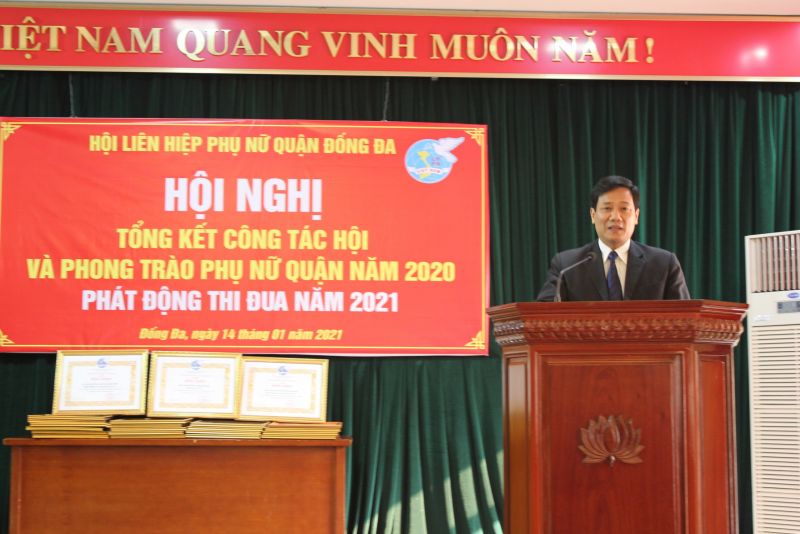 VIỆT NAM QUANG VINH MUÔN NĂM !
HỘI LIÊN HIỆP PHỤ NỮ QUẬN ĐỐNG ĐA
HỘI NGHỊ
TỔNG KẾT CÔNG TÁC HỘI
VÀ PHONG TRÀO PHỤ NỮ QUẬN NĂM 2020
PHÁT ĐỘNG THI ĐUA NĂM 2021
Đống Đa, ngày 14 tháng 01 năm 2021